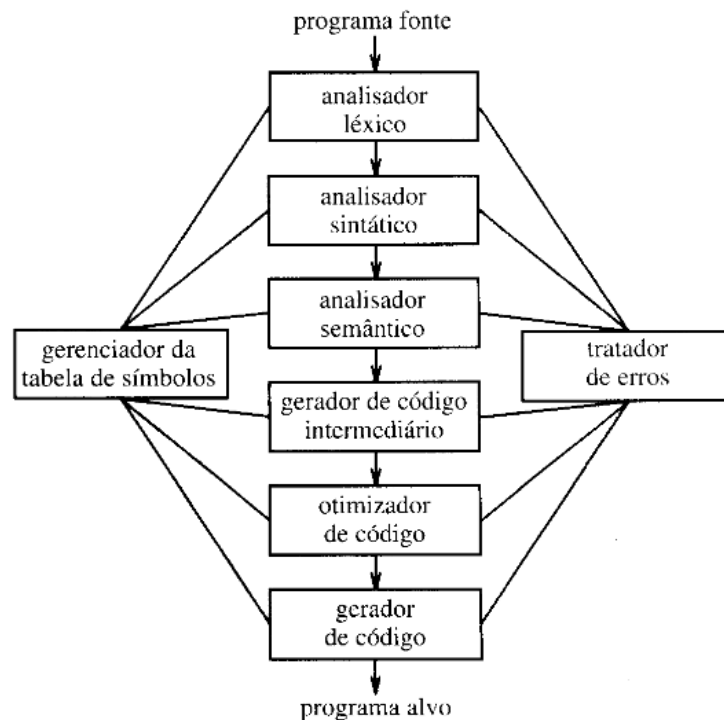 programa fonte
analisador
léxico
analisador
sintático
analisador
semântico
gerenciador da
tabela de símbolos
tratador
de erros
gerador de código
intermediário
otimizador
de código
gerador
de código
programa alvo